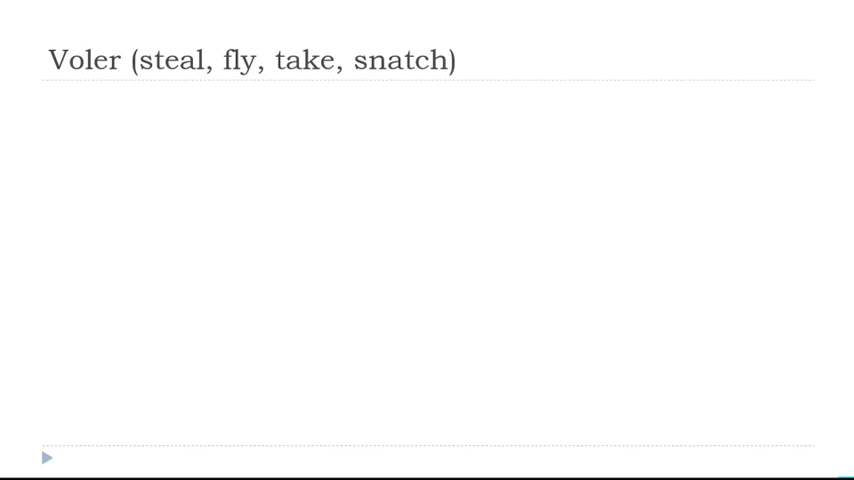 Voler (steal, fly, take, snatch)